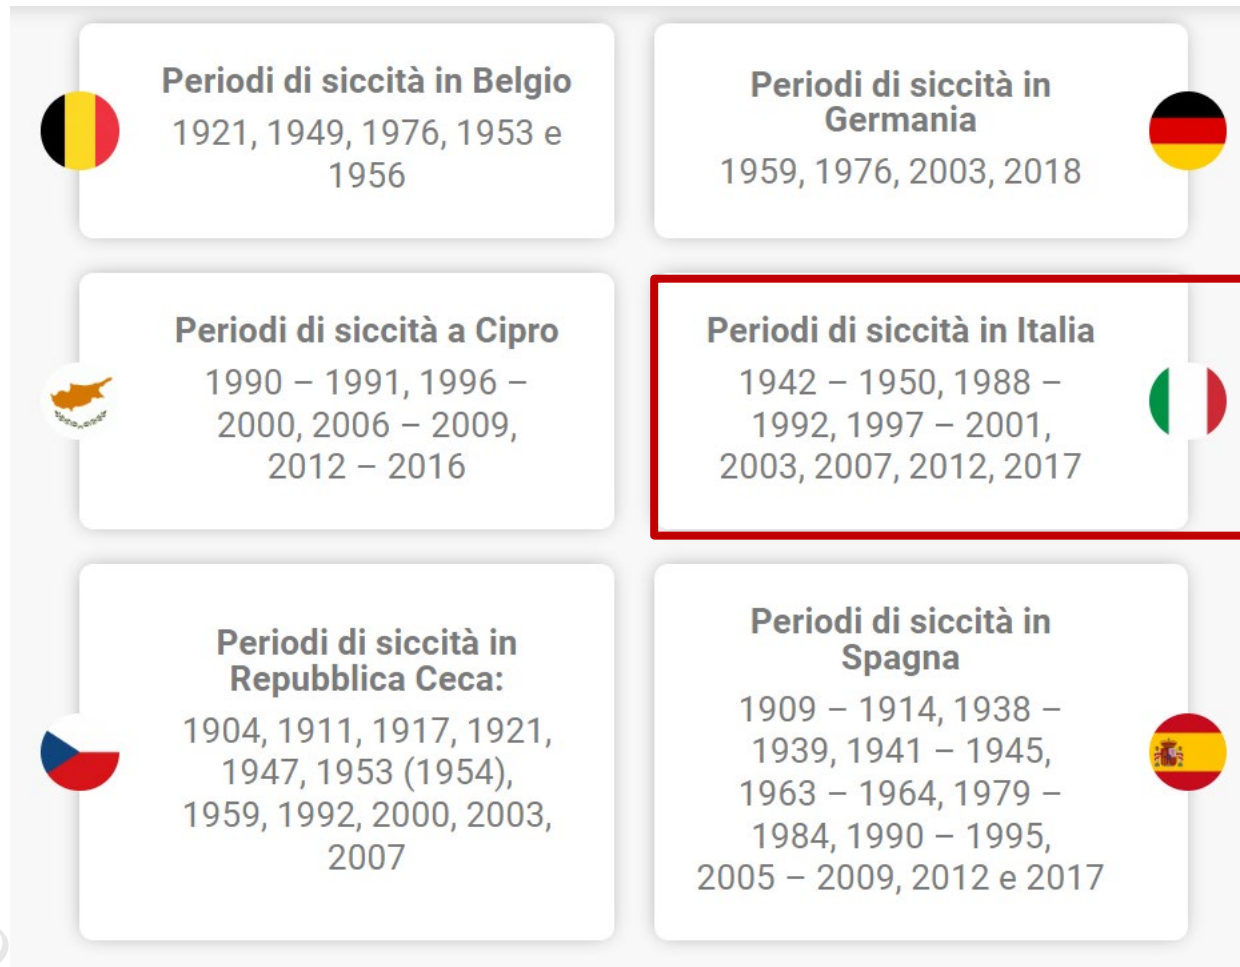 Periodi di siccità in Belgio
1921, 1949, 1976, 1953 e
1956
Periodi di siccità in
Germania
1959, 1976, 2003, 2018
Periodi di siccità a Cipro
1990 – 1991, 1996 –
2000, 2006 – 2009,
2012 – 2016
Periodi di siccità in Italia
1942 – 1950, 1988 –
1992, 1997 – 2001,
2003, 2007, 2012, 2017
Periodi di siccità in
Repubblica Ceca:
1904, 1911, 1917, 1921,
1947, 1953 (1954),
1959, 1992, 2000, 2003,
2007
Periodi di siccità in
Spagna
1909 – 1914, 1938 –
1939, 1941 – 1945,
1963 – 1964, 1979 –
1984, 1990 – 1995,
2005 – 2009, 2012 e 2017